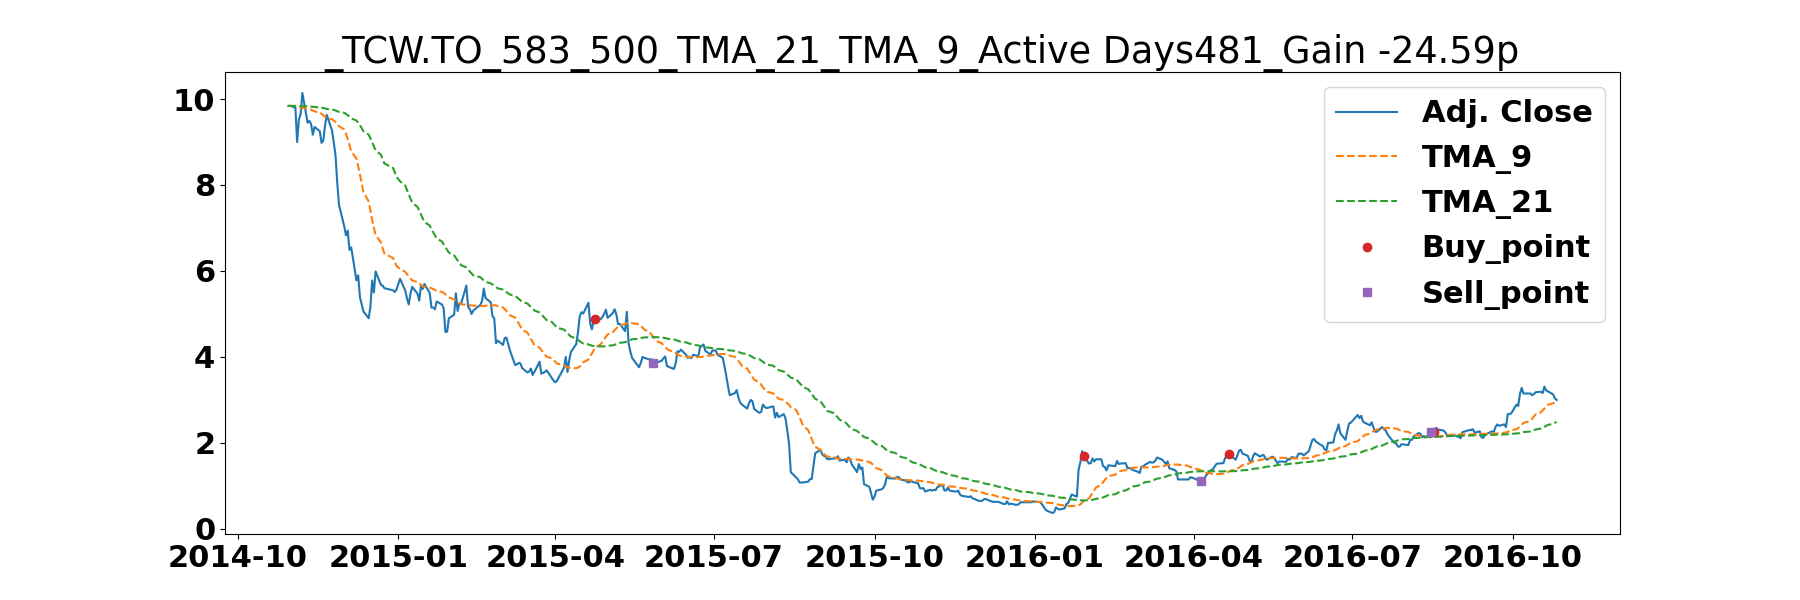 _TCW.TO_583_500_TMA_21_TMA_9_Active Days481_Gain -24.59p
10
8
6
4
2
0
Adj. Close
TMA_9
TMA_21
Buy_point
Sell_point
2014-10 2015-01 2015-04 2015-07 2015-10 2016-01 2016-04 2016-07 2016-10